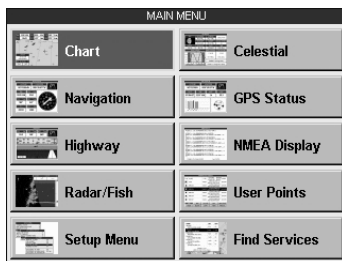 MAIN MENU
Chart
Celestial
Navigation
GPS Status
Highway
NMEA Display
Radar/Fish
User Points
Setup Menu
Find Services